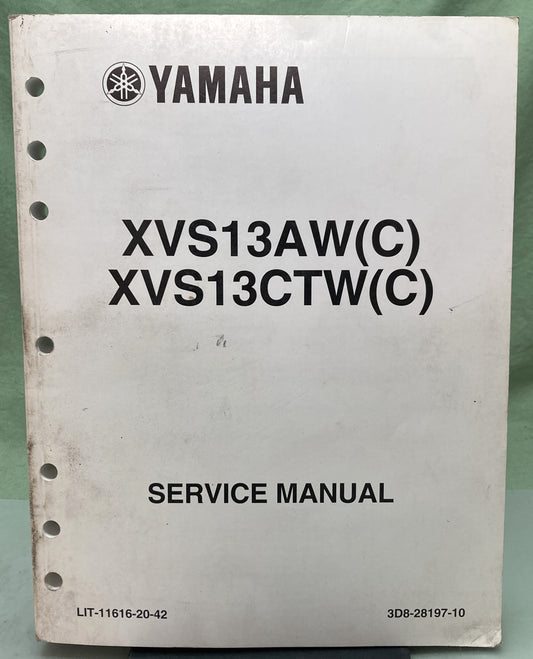 YAMAHA
XVS13AW(C)
XVS13CTW(C)
SERVICE MANUAL
LIT-11616-20-42 3D8-28197-10